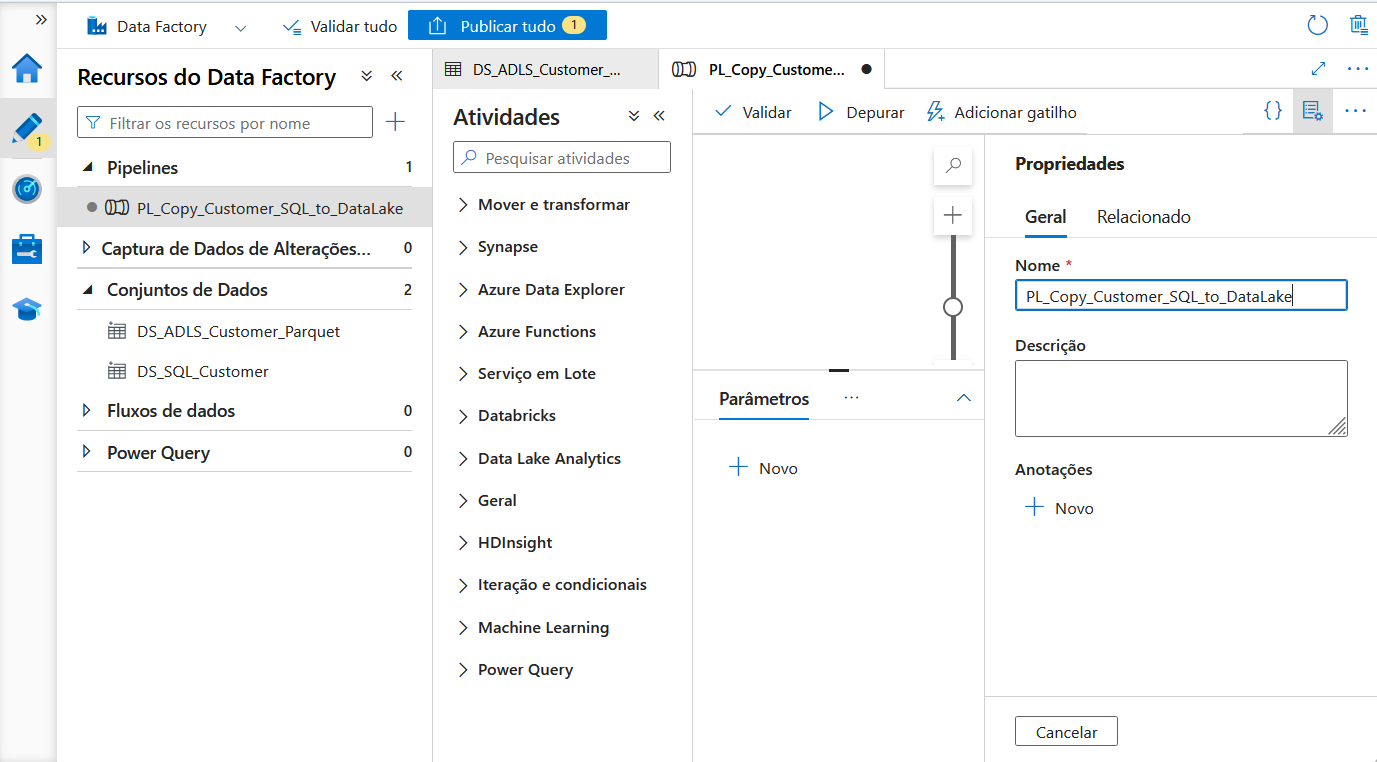 Data Factory
Validar tudo
Publicar tudo 1
1
Recursos do Data Factory
Filtrar os recursos por nome
Pipelines 1
PL_Copy_Customer_SQL_to_DataLake
Captura de Dados de Alterações... 0
Conjuntos de Dados 2
DS_ADLS_Customer_Parquet
DS_SQL_Customer
Fluxos de dados 0
Power Query 0
DS_ADLS_Customer_...
PL_Copy_Custome...
Atividades
Pesquisar atividades
Mover e transformar
Synapse
Azure Data Explorer
Azure Functions
Serviço em Lote
Databricks
Data Lake Analytics
Geral
HDInsight
Iteração e condicionais
Machine Learning
Power Query
Validar
Depurar
Adicionar gatilho
Parâmetros
Novo
Propriedades
Geral
Relacionado
Nome *
PL_Copy_Customer_SQL_to_DataLake
Descrição
Anotações
Novo
Cancelar